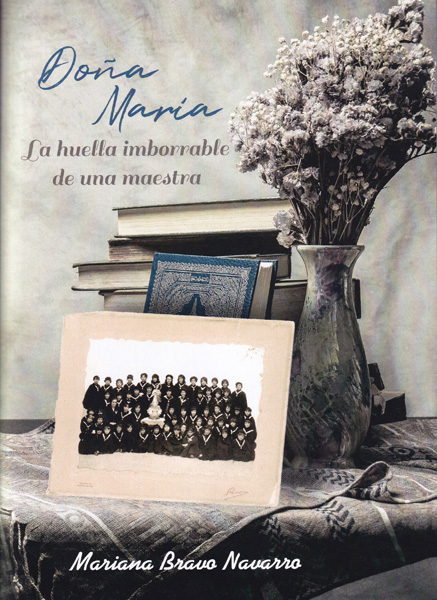 Doña
María
La huella imborrable
de una maestra
Mariana Bravo Navarro